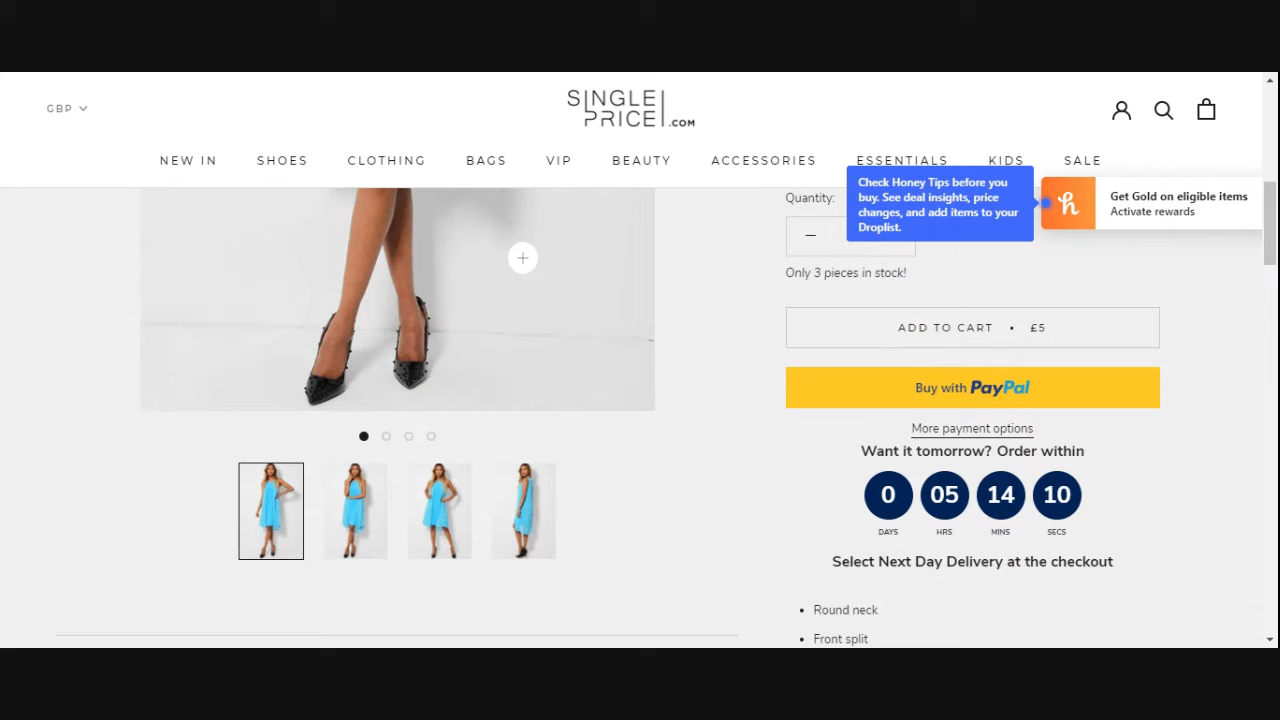 GBP
SINGLE
PRICE.COM
NEW IN SHOES CLOTHING BAGS VIP BEAUTY ACCESSORIES ESSENTIALS KIDS SALE
Check Honey Tips before you
buy. See deal insights, price
changes, and add items to your
Droplist.
h
Get Gold on eligible items
Activate rewards
Quantity:
Only 3 pieces in stock!
ADD TO CART • £5
Buy with PayPal
More payment options
Want it tomorrow? Order within
0 05 14 10
DAYS HRS MINS SECS
Select Next Day Delivery at the checkout
• Round neck
• Front split